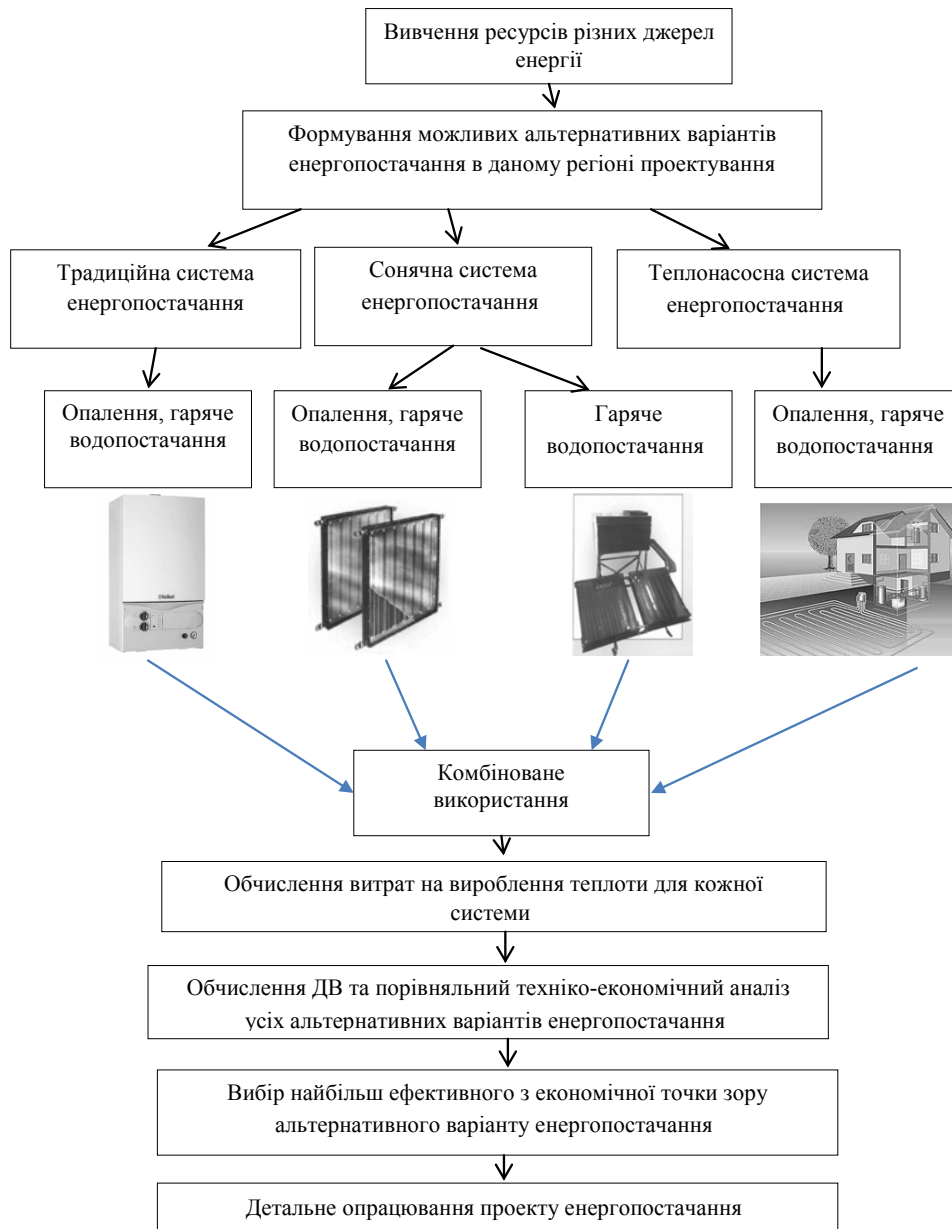 Вивчення ресурсів різних джерел
енергії
Формування можливих альтернативних варіантів
енергопостачання в даному регіоні проектування
Традиційна система
енергопостачання
Сонячна система
енергопостачання
Теплонасосна система
енергопостачання
Опалення, гаряче
водопостачання
Опалення, гаряче
водопостачання
Гаряче
водопостачання
Опалення, гаряче
водопостачання
Комбіноване
використання
Обчислення витрат на вироблення теплоти для кожної
системи
Обчислення ДВ та порівняльний техніко-економічний аналіз
усіх альтернативних варіантів енергопостачання
Вибір найбільш ефективного з економічної точки зору
альтернативного варіанту енергопостачання
Детальне опрацювання проекту енергопостачання